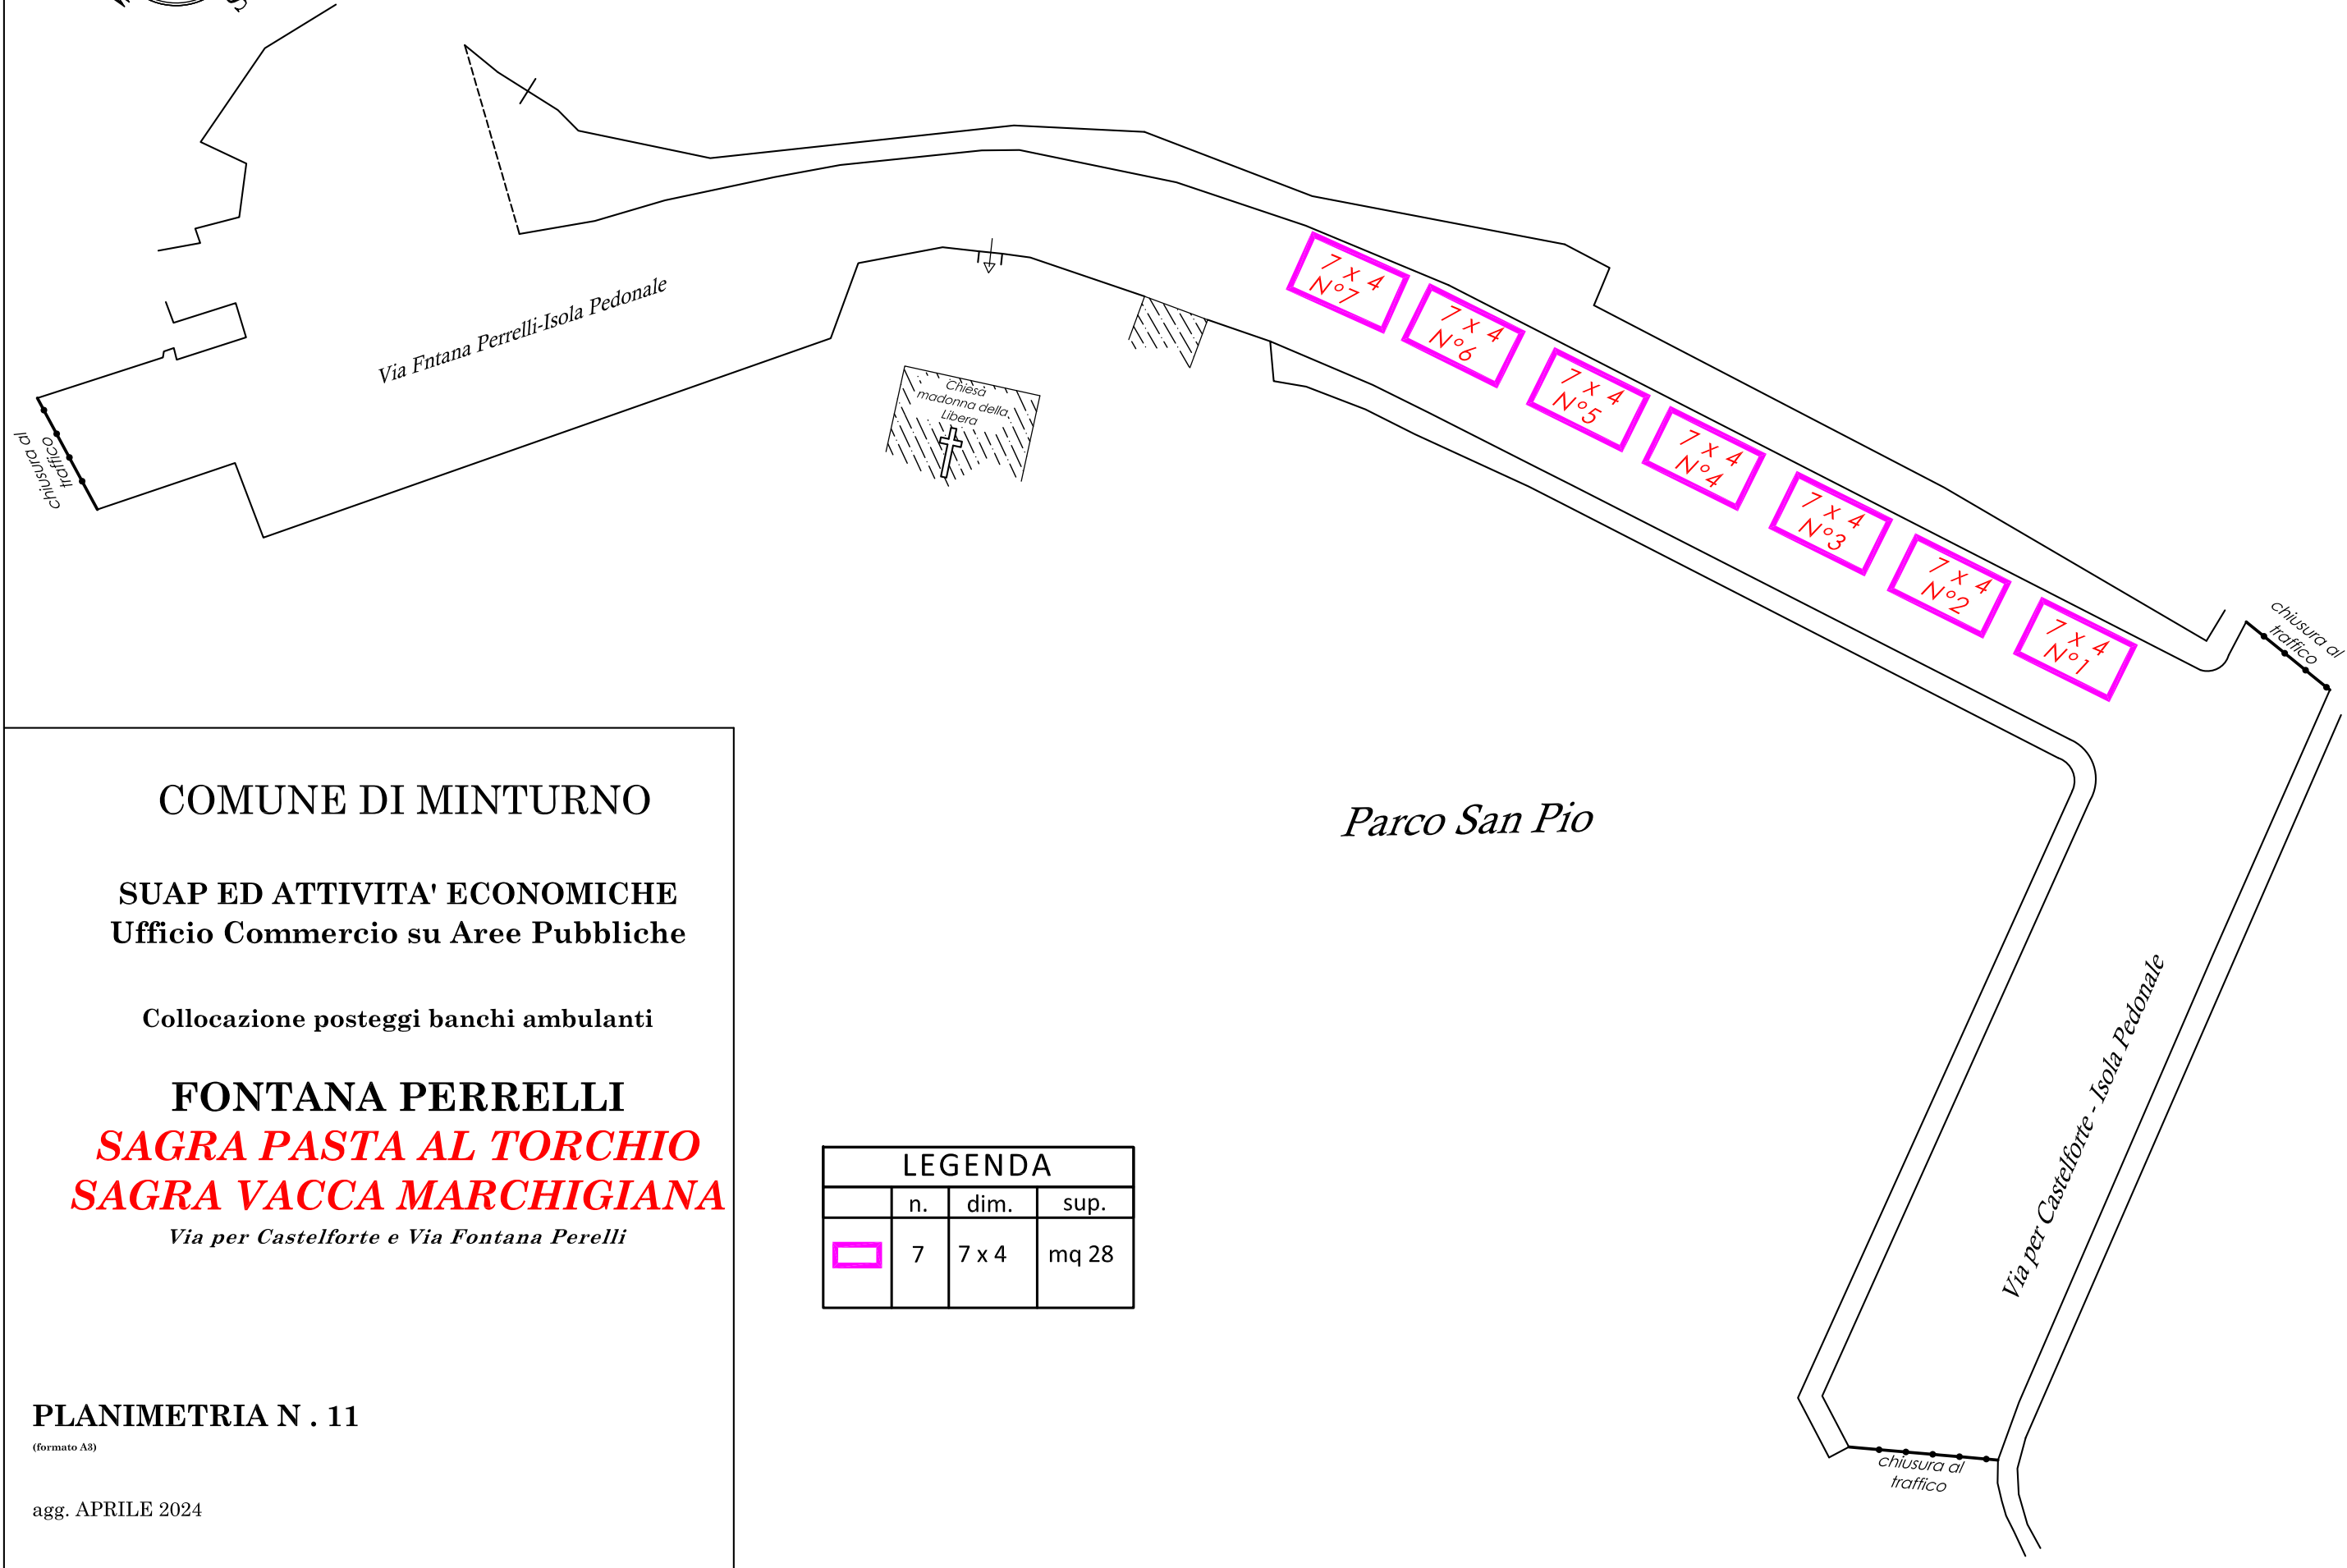 Via Fntana Perrelli-Isola Pedonale
chiusura al
traffico
Chiesa
madonna della
Libera
7 x 4
N°7
7 x 4
N°6
7 x 4
N°5
7 x 4
N°4
7 x 4
N°3
7 x 4
N°2
7 x 4
N°1
chiusura al
traffico
Parco San Pio
Via per Castelforte - Isola Pedonale
chiusura al
traffico
COMUNE DI MINTURNO
SUAP ED ATTIVITA' ECONOMICHE
Ufficio Commercio su Aree Pubbliche
Collocazione posteggi banchi ambulanti
FONTANA PERRELLI
SAGRA PASTA AL TORCHIO
SAGRA VACCA MARCHIGIANA
Via per Castelforte e Via Fontana Perelli
PLANIMETRIA N . 11
(formato A3)
agg. APRILE 2024
LEGENDA
n. dim. sup.
7 7 x 4 mq 28